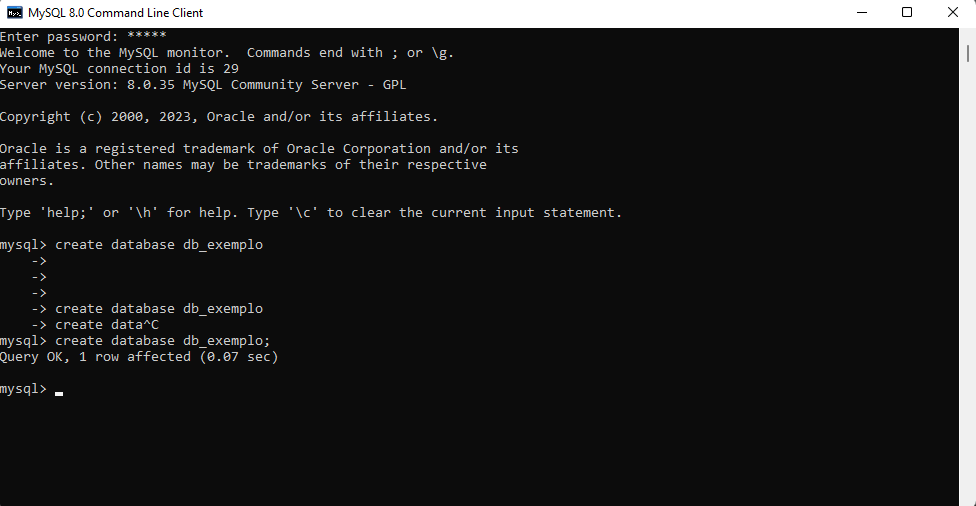 MySQL 8.0 Command Line Client
Enter password: *****
Welcome to the MySQL monitor.  Commands end with ; or \g.
Your MySQL connection id is 29
Server version: 8.0.35 MySQL Community Server - GPL
Copyright (c) 2000, 2023, Oracle and/or its affiliates.
Oracle is a registered trademark of Oracle Corporation and/or its
affiliates. Other names may be trademarks of their respective
owners.
Type 'help;' or '\h' for help. Type '\c' to clear the current input statement.
mysql> create database db_exemplo
    ->
    ->
    ->
    -> create database db_exemplo
    -> create data^C
mysql> create database db_exemplo;
Query OK, 1 row affected (0.07 sec)
mysql>